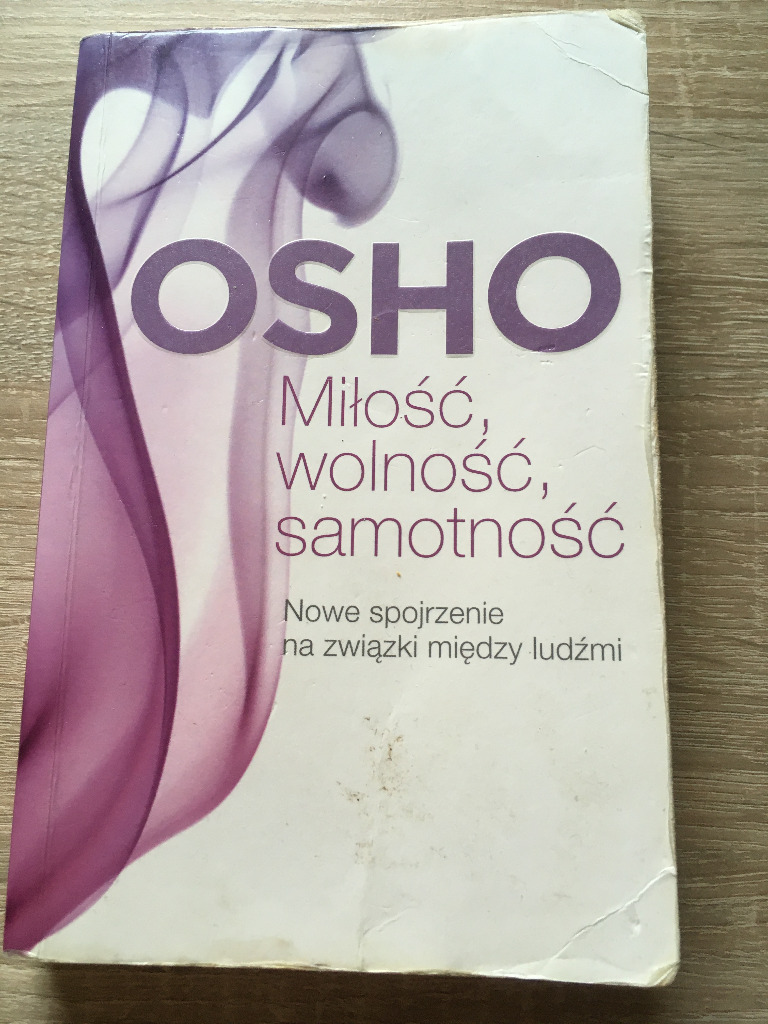 OSHO
Miłość,
wolność,
samotność
Nowe spojrzenie
na związki między ludźmi